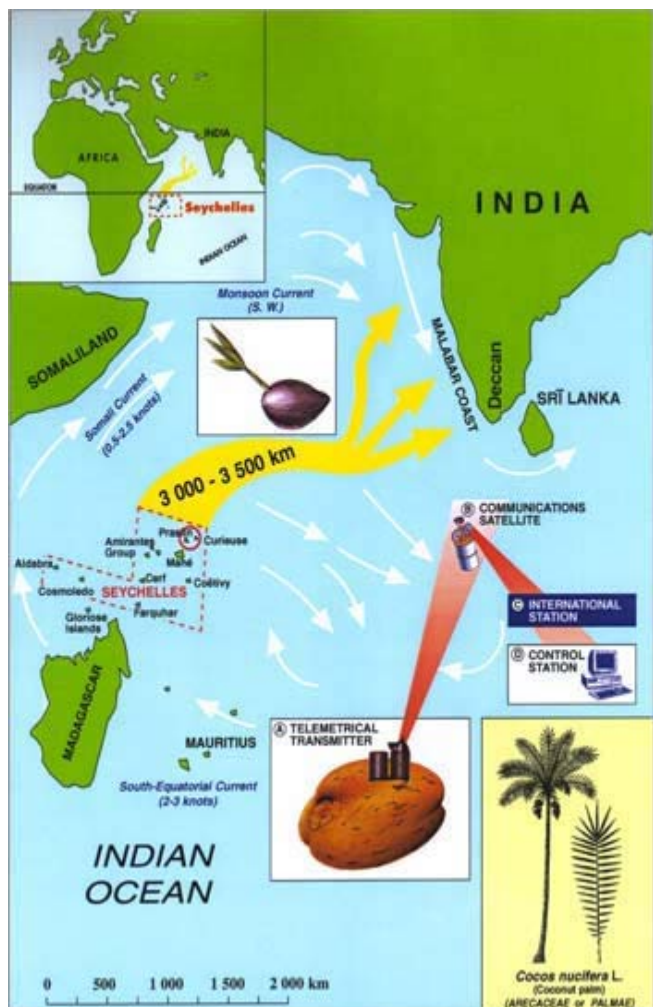 AFRICA
INDIA
EQUATOR
Seychelles
INDIAN OCEAN
INDIA
Monsoon Current
(S. W.)
SOMALILAND
Somali Current
(0.5-2.5 knots)
MALABAR COAST
Deccan
SRĪ LANKA
3 000 - 3 500 km
B COMMUNICATIONS
SATELLITE
Praslin
Curieuse
Amirantes
Group
Mahé
Aldabra
Cerf
Coëtivy
Cosmoledo
SEYCHELLES
Farquhar
Gloriose
Islands
C INTERNATIONAL
STATION
D CONTROL
STATION
MADAGASCAR
A TELEMETRICAL
TRANSMITTER
MAURITIUS
South-Equatorial Current
(2-3 knots)
INDIAN
OCEAN
Cocos nucifera L.
(Coconut palm)
(ARECACEAE or PALMAE)
0 500 1 000 1 500 2 000 km